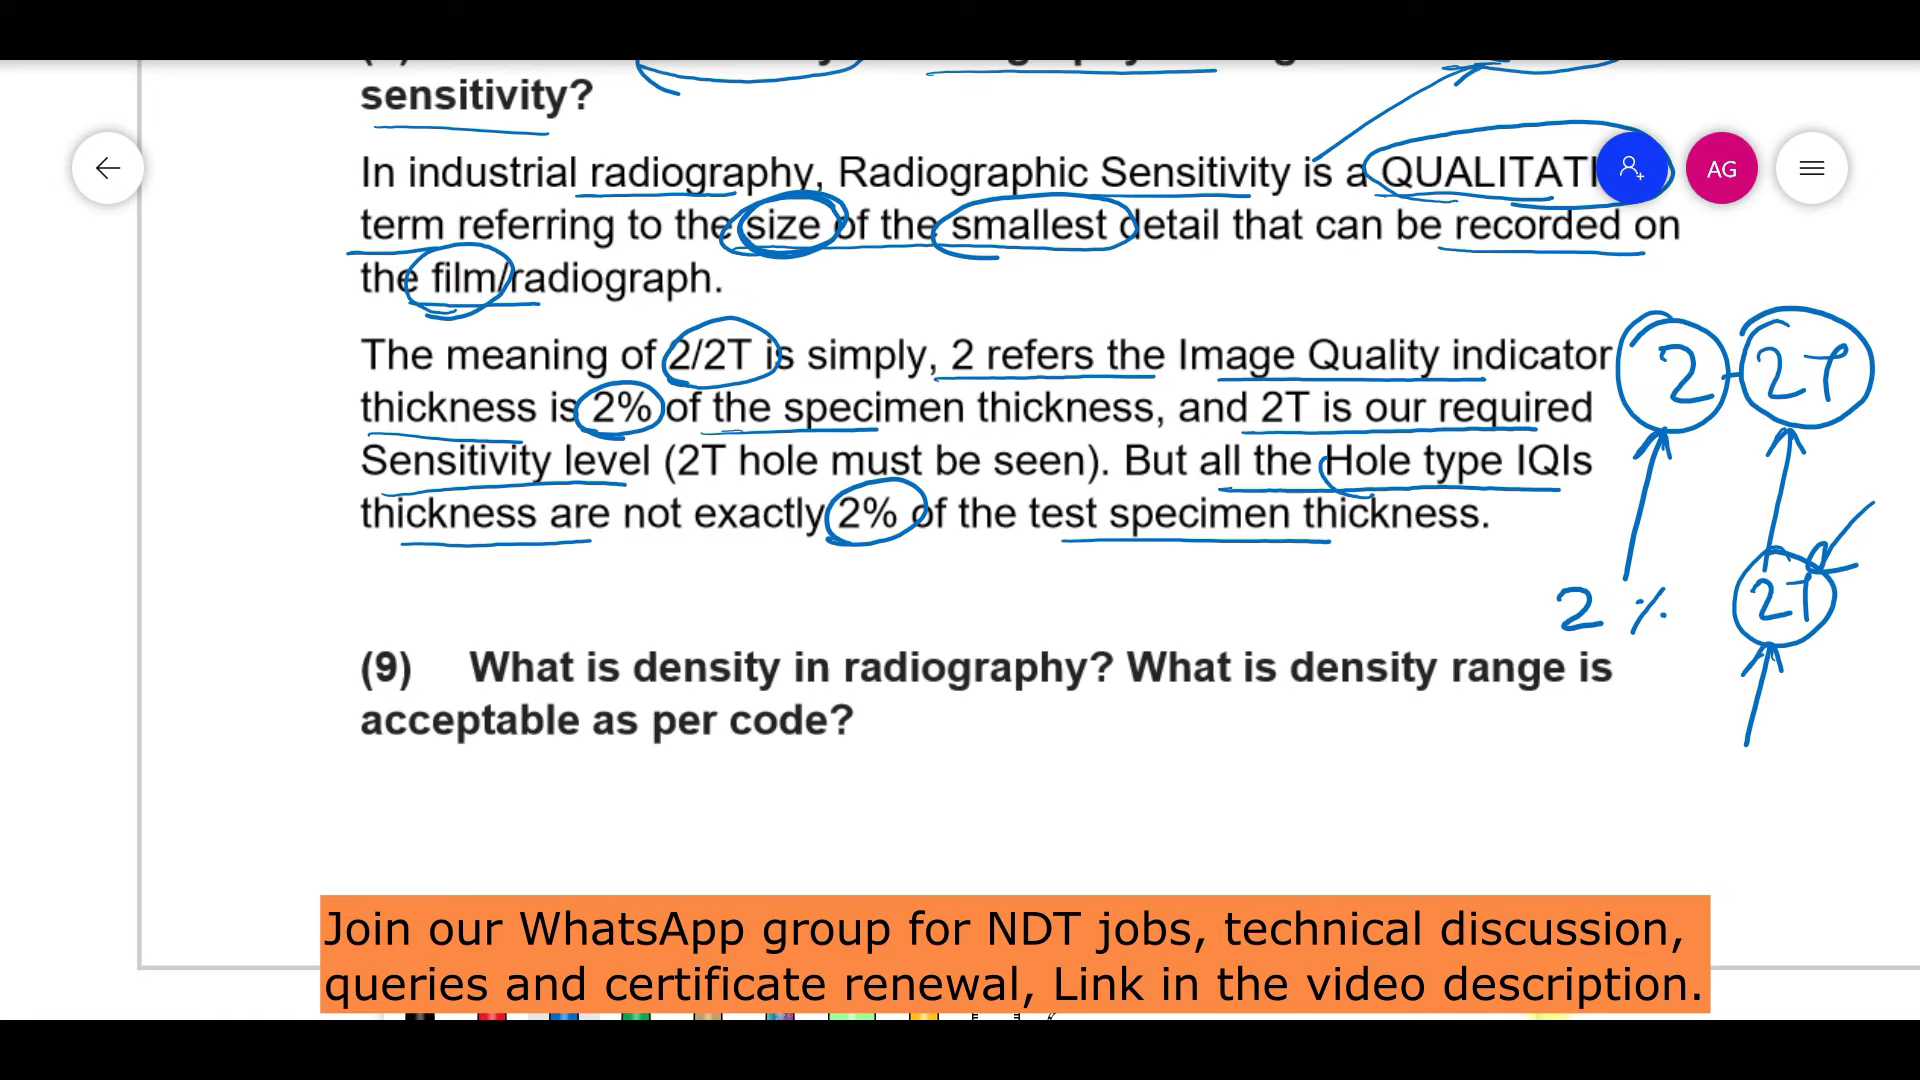 sensitivity?
In industrial radiography, Radiographic Sensitivity is a
AG
term referring to the size of the smallest detail that can be recorded on
the film/radiograph.
The meaning of 2/2T is simply, 2 refers the Image Quality indicator
2 - 2T
thickness is 2% of the specimen thickness, and 2T is our required
Sensitivity level (2T hole must be seen). But all the Hole type IQIs
thickness are not exactly 2% of the test specimen thickness.
2 % 2T
(9) What is density in radiography? What is density range is
acceptable as per code?
Join our WhatsApp group for NDT jobs, technical discussion,
queries and certificate renewal, Link in the video description.